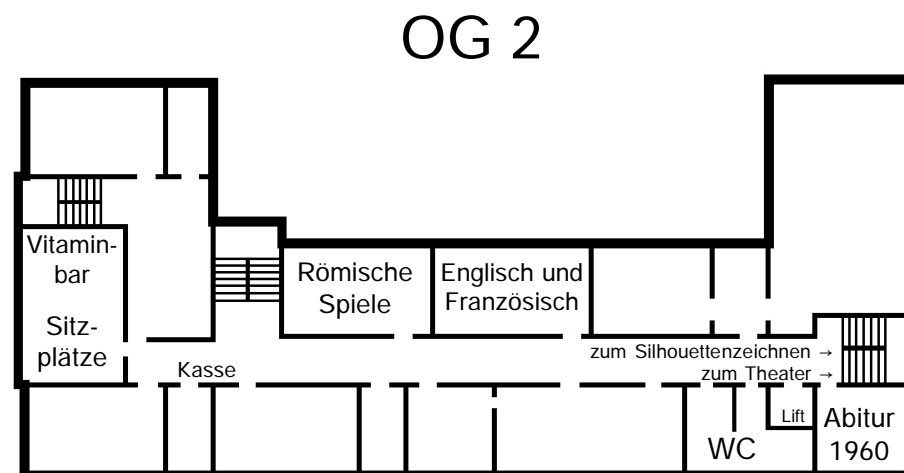 OG 2
Vitamin-
bar
Sitz-
plätze
Römische
Spiele
Englisch und
Französisch
zum Silhouettenzeichnen →
zum Theater →
Kasse
Lift
WC
Abitur
1960